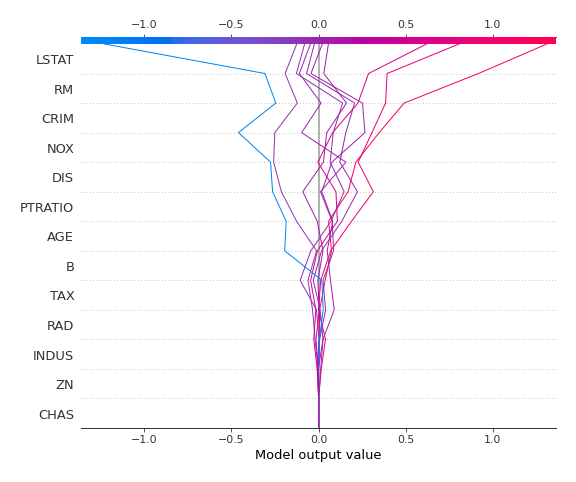 −1.0 −0.5 0.0 0.5 1.0
LSTAT
RM
CRIM
NOX
DIS
PTRATIO
AGE
B
TAX
RAD
INDUS
ZN
CHAS
−1.0 −0.5 0.0 0.5 1.0
Model output value